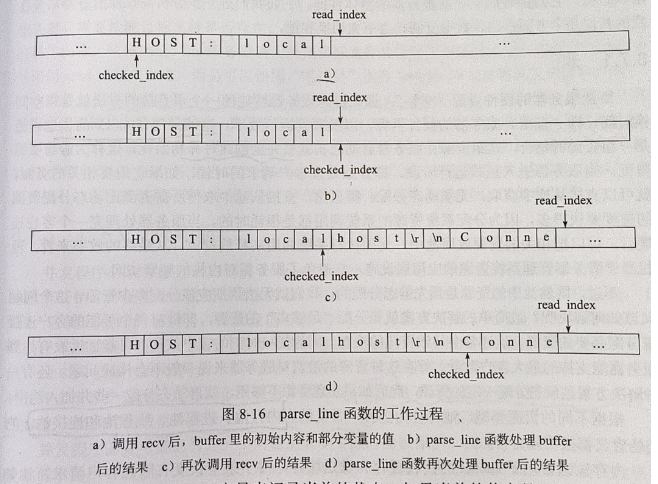 read_index
... H O S T : l o c a l ...
checked_index
a）
read_index
... H O S T : l o c a l ...
checked_index
b）
read_index
... H O S T : l o c a l h o s t \r \n C o n n e ...
checked_index
c）
read_index
... H O S T : l o c a l h o s t \r \n C o n n e ...
checked_index
d）
图 8-16 parse_line 函数的工作过程
a）调用 recv 后，buffer 里的初始内容和部分变量的值 b）parse_line 函数处理 buffer
后的结果 c）再次调用 recv 后的结果 d）parse_line 函数再次处理 buffer 后的结果